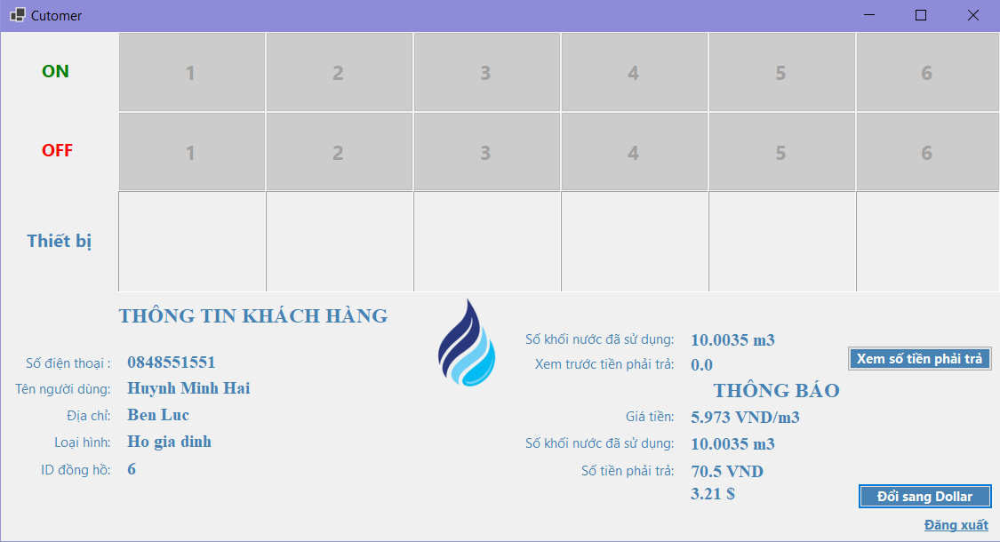 Cutomer
ON 1 2 3 4 5 6
OFF 1 2 3 4 5 6
Thiết bị
THÔNG TIN KHÁCH HÀNG
Số điện thoại : 0848551551
Tên người dùng: Huynh Minh Hai
Địa chỉ: Ben Luc
Loại hình: Ho gia dinh
ID đồng hồ: 6
Số khối nước đã sử dụng: 10.0035 m3
Xem trước tiền phải trả: 0.0
Xem số tiền phải trả
THÔNG BÁO
Giá tiền: 5.973 VND/m3
Số khối nước đã sử dụng: 10.0035 m3
Số tiền phải trả: 70.5 VND
3.21 $
Đổi sang Dollar
Đăng xuất